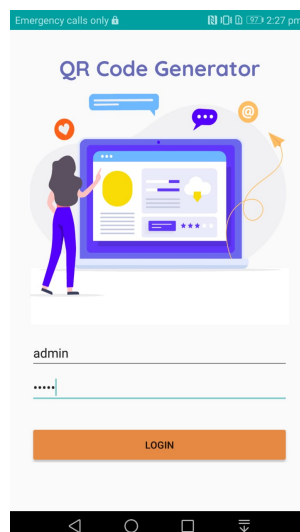 Emergency calls only 97 2:27 pm
QR Code Generator
@
admin
•••••
LOGIN